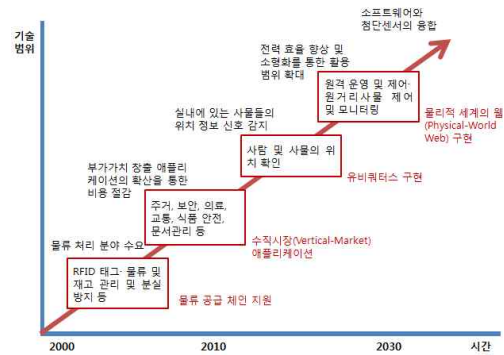 소프트웨어와
첨단센서의 융합
기술
범위
전력 효율 향상 및
소형화를 통한 활용
범위 확대
원격 운영 및 제어·
원거리사물 제어
및 모니터링
물리적 세계의 웹
(Physical-World
Web) 구현
실내에 있는 사물들의
위치 정보 신호 감지
사람 및 사물의 위
치 확인
유비쿼터스 구현
부가가치 창출 애플리
케이션의 확산을 통한
비용 절감
주거, 보안, 의료,
교통, 식품 안전,
문서관리 등
수직시장(Vertical-Market)
애플리케이션
물류 처리 분야 수요
RFID 태그· 물류 및
재고 관리 및 분실
방지 등
물류 공급 체인 지원
2000
2010
2030
시간